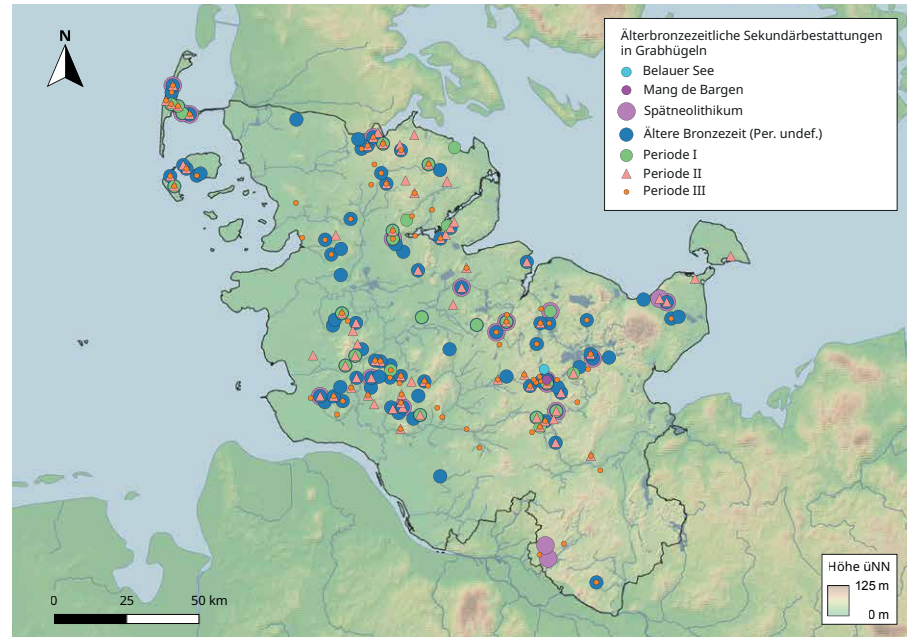 N
Älterbronzezeitliche Sekundärbestattungen
in Grabhügeln
Belauer See
Mang de Bargen
Spätneolithikum
Ältere Bronzezeit (Per. undef.)
Periode I
Periode II
Periode III
0 25 50 km
Höhe üNN
125 m
0 m